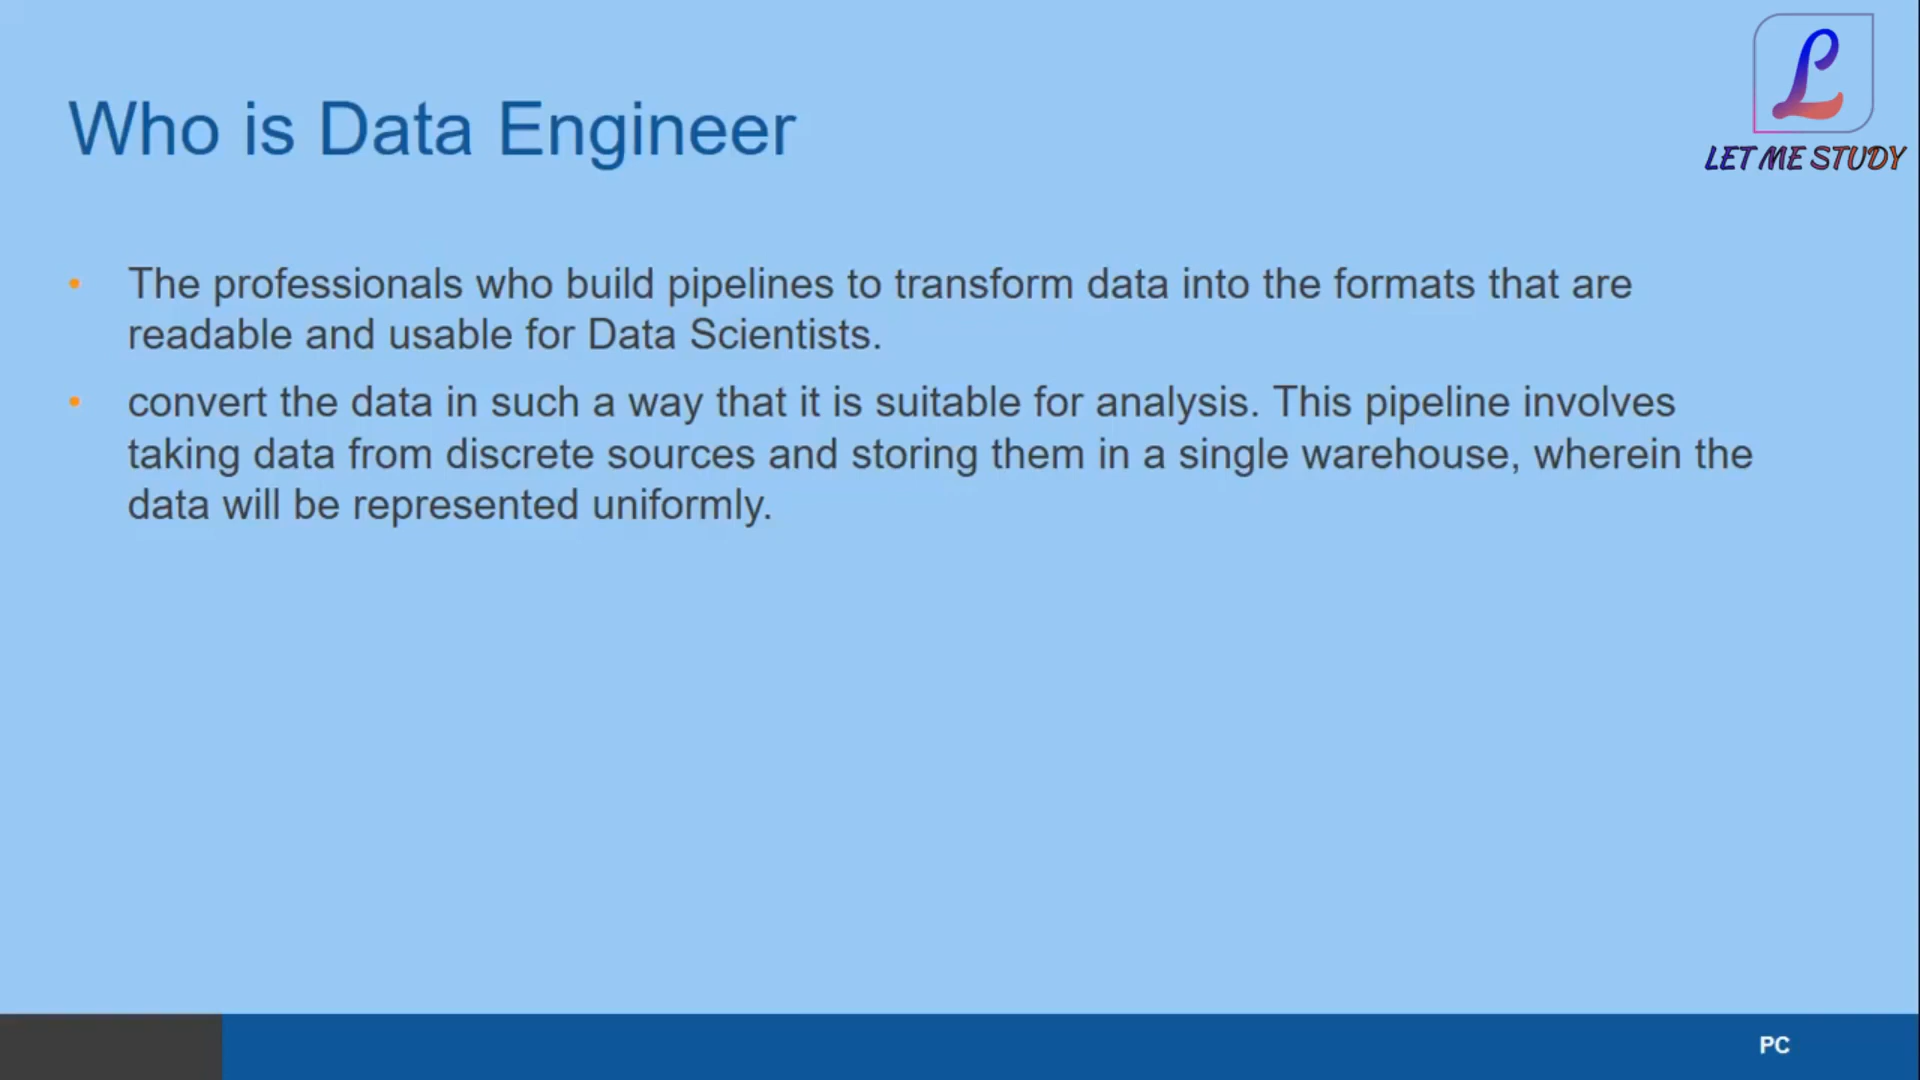 L
LET ME STUDY
Who is Data Engineer
• The professionals who build pipelines to transform data into the formats that are
readable and usable for Data Scientists.
• convert the data in such a way that it is suitable for analysis. This pipeline involves
taking data from discrete sources and storing them in a single warehouse, wherein the
data will be represented uniformly.
PC